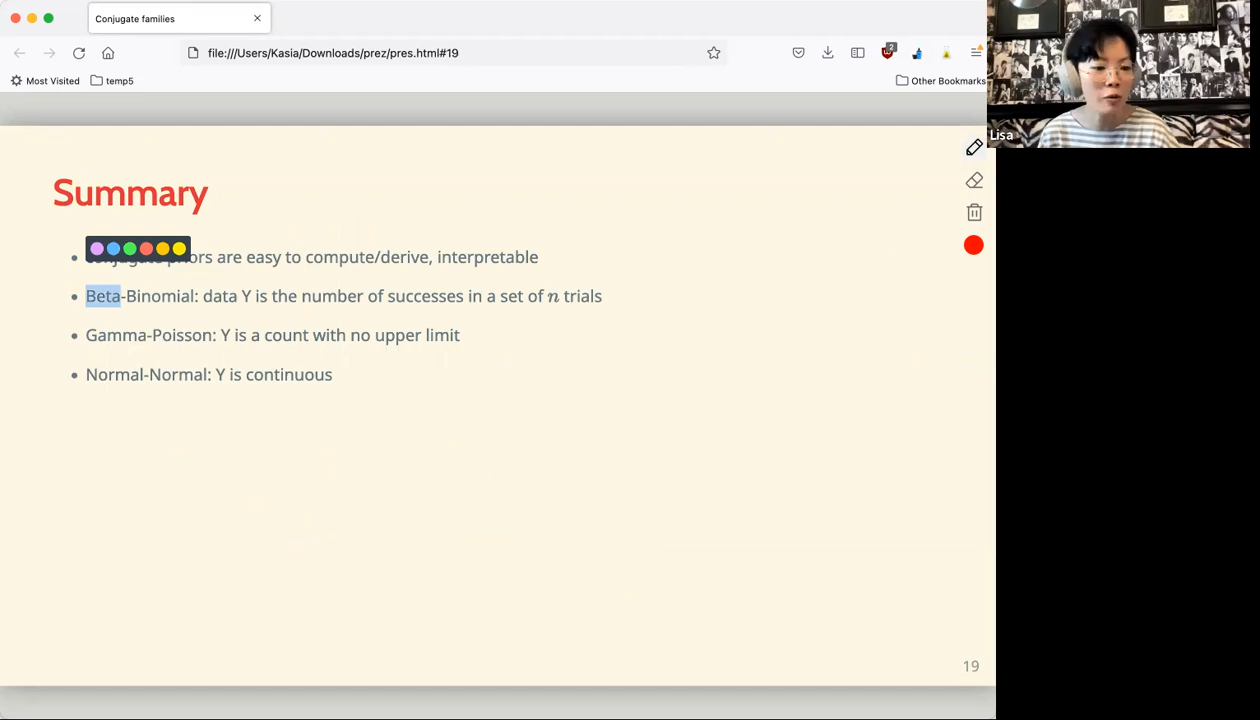 Conjugate families
file:///Users/Kasia/Downloads/prez/pres.html#19
2
Most Visited
temp5
Other Bookmarks
Lisa
Summary
priors are easy to compute/derive, interpretable
Beta-Binomial: data Y is the number of successes in a set of n trials
Gamma-Poisson: Y is a count with no upper limit
Normal-Normal: Y is continuous
19